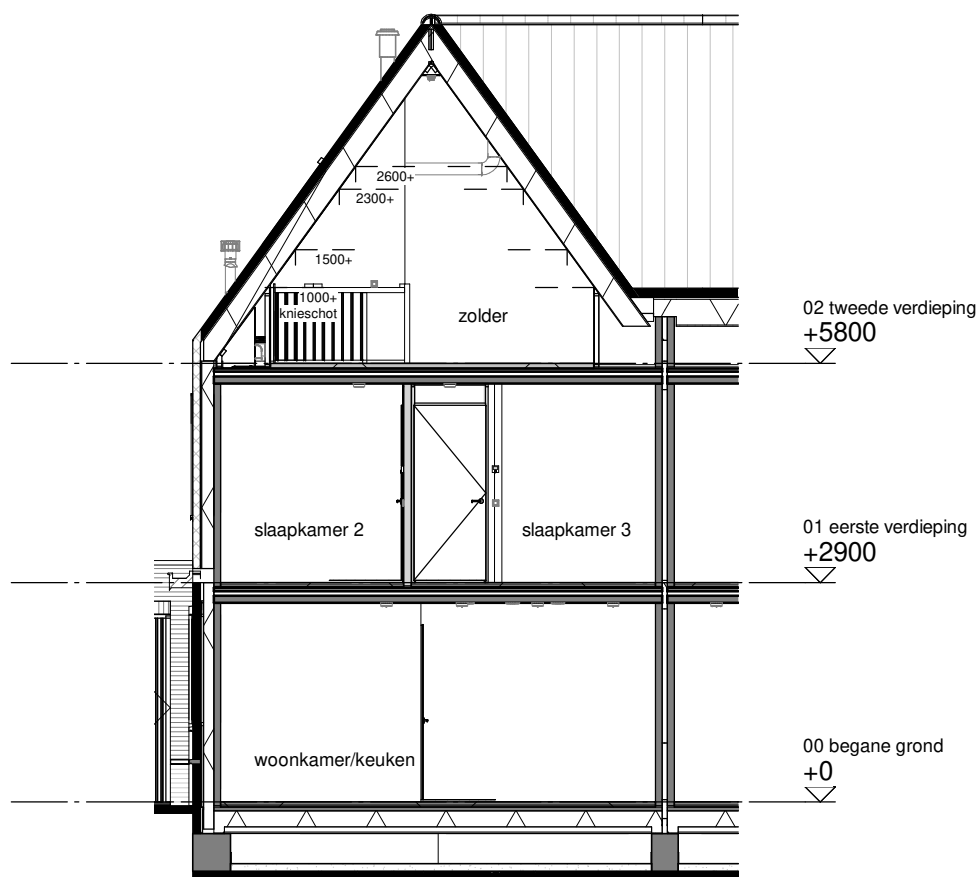 2600+
2300+
1500+
1000+
knieschot
zolder
02 tweede verdieping
+5800
slaapkamer 2
slaapkamer 3
01 eerste verdieping
+2900
woonkamer/keuken
00 begane grond
+0